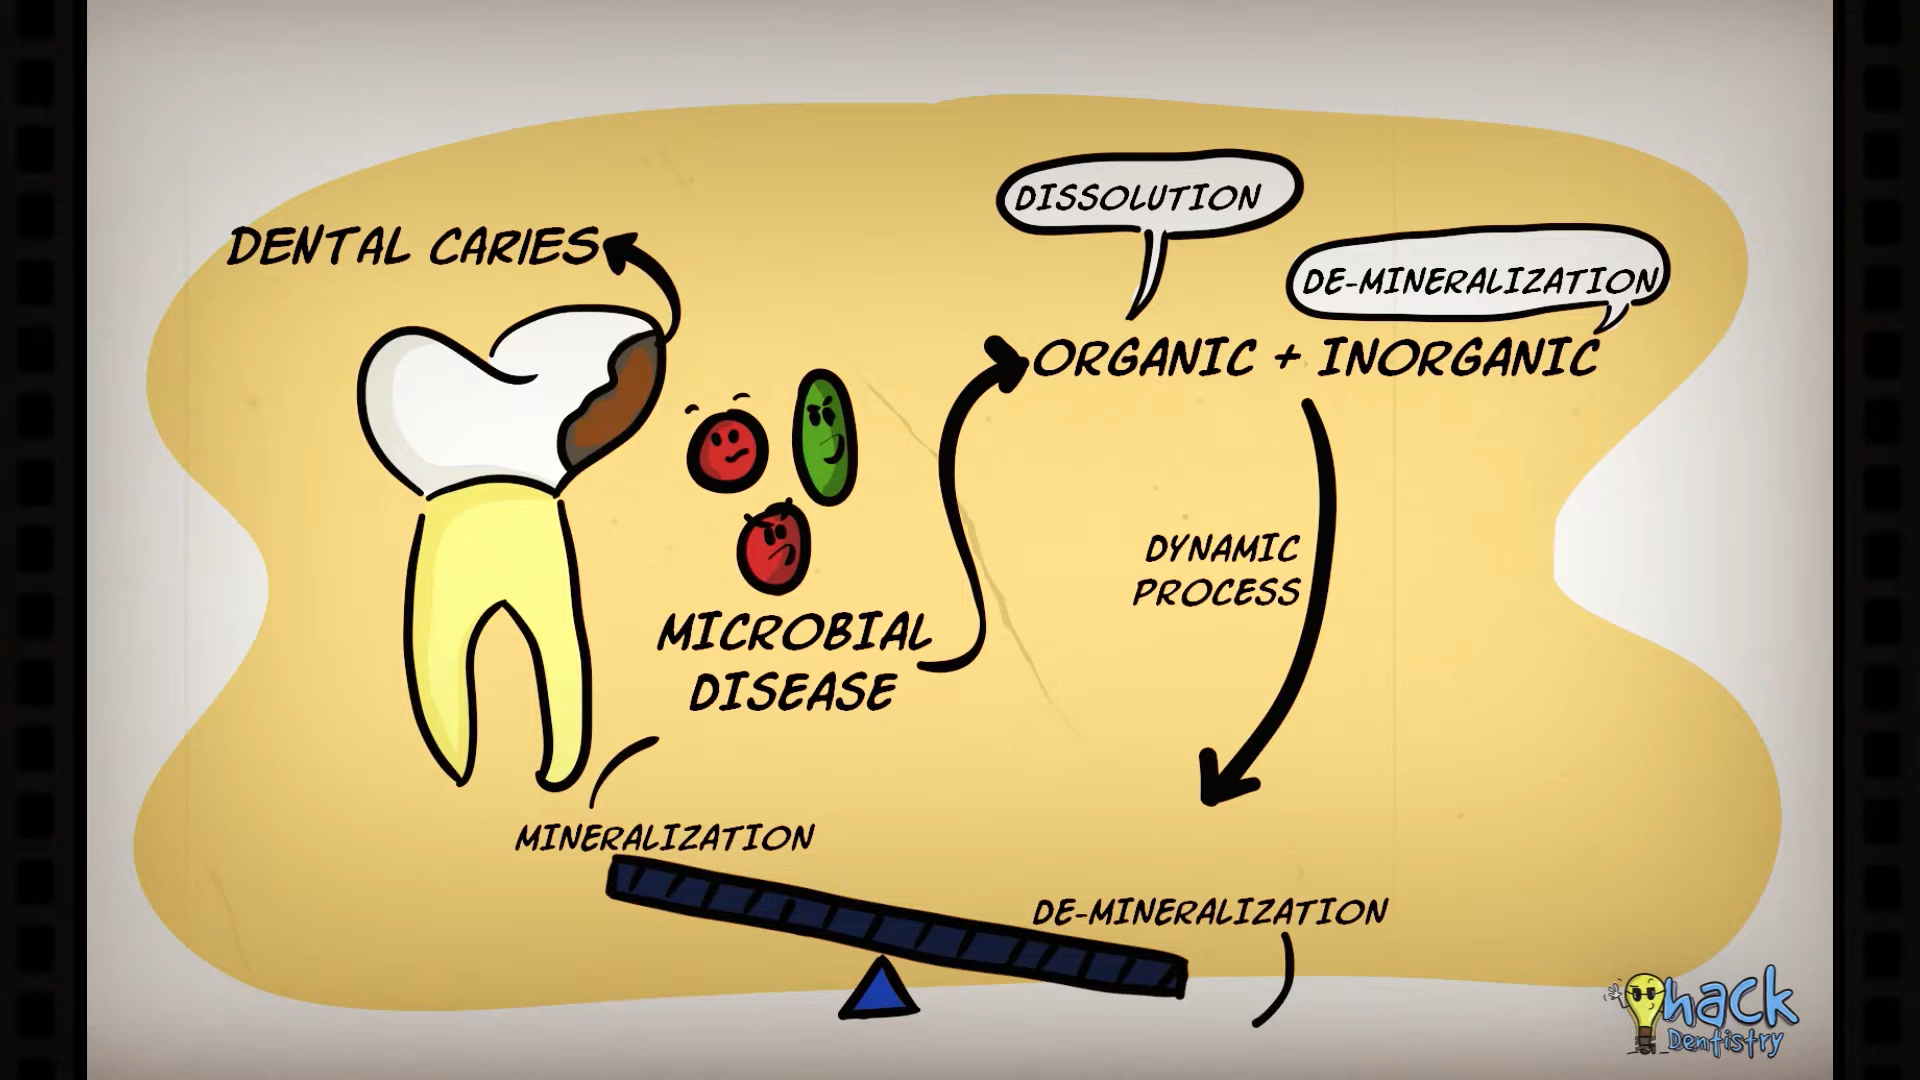 DISSOLUTION
DENTAL CARIES
DE-MINERALIZATION
ORGANIC + INORGANIC
DYNAMIC
PROCESS
MICROBIAL
DISEASE
MINERALIZATION
DE-MINERALIZATION
hack
Dentistry